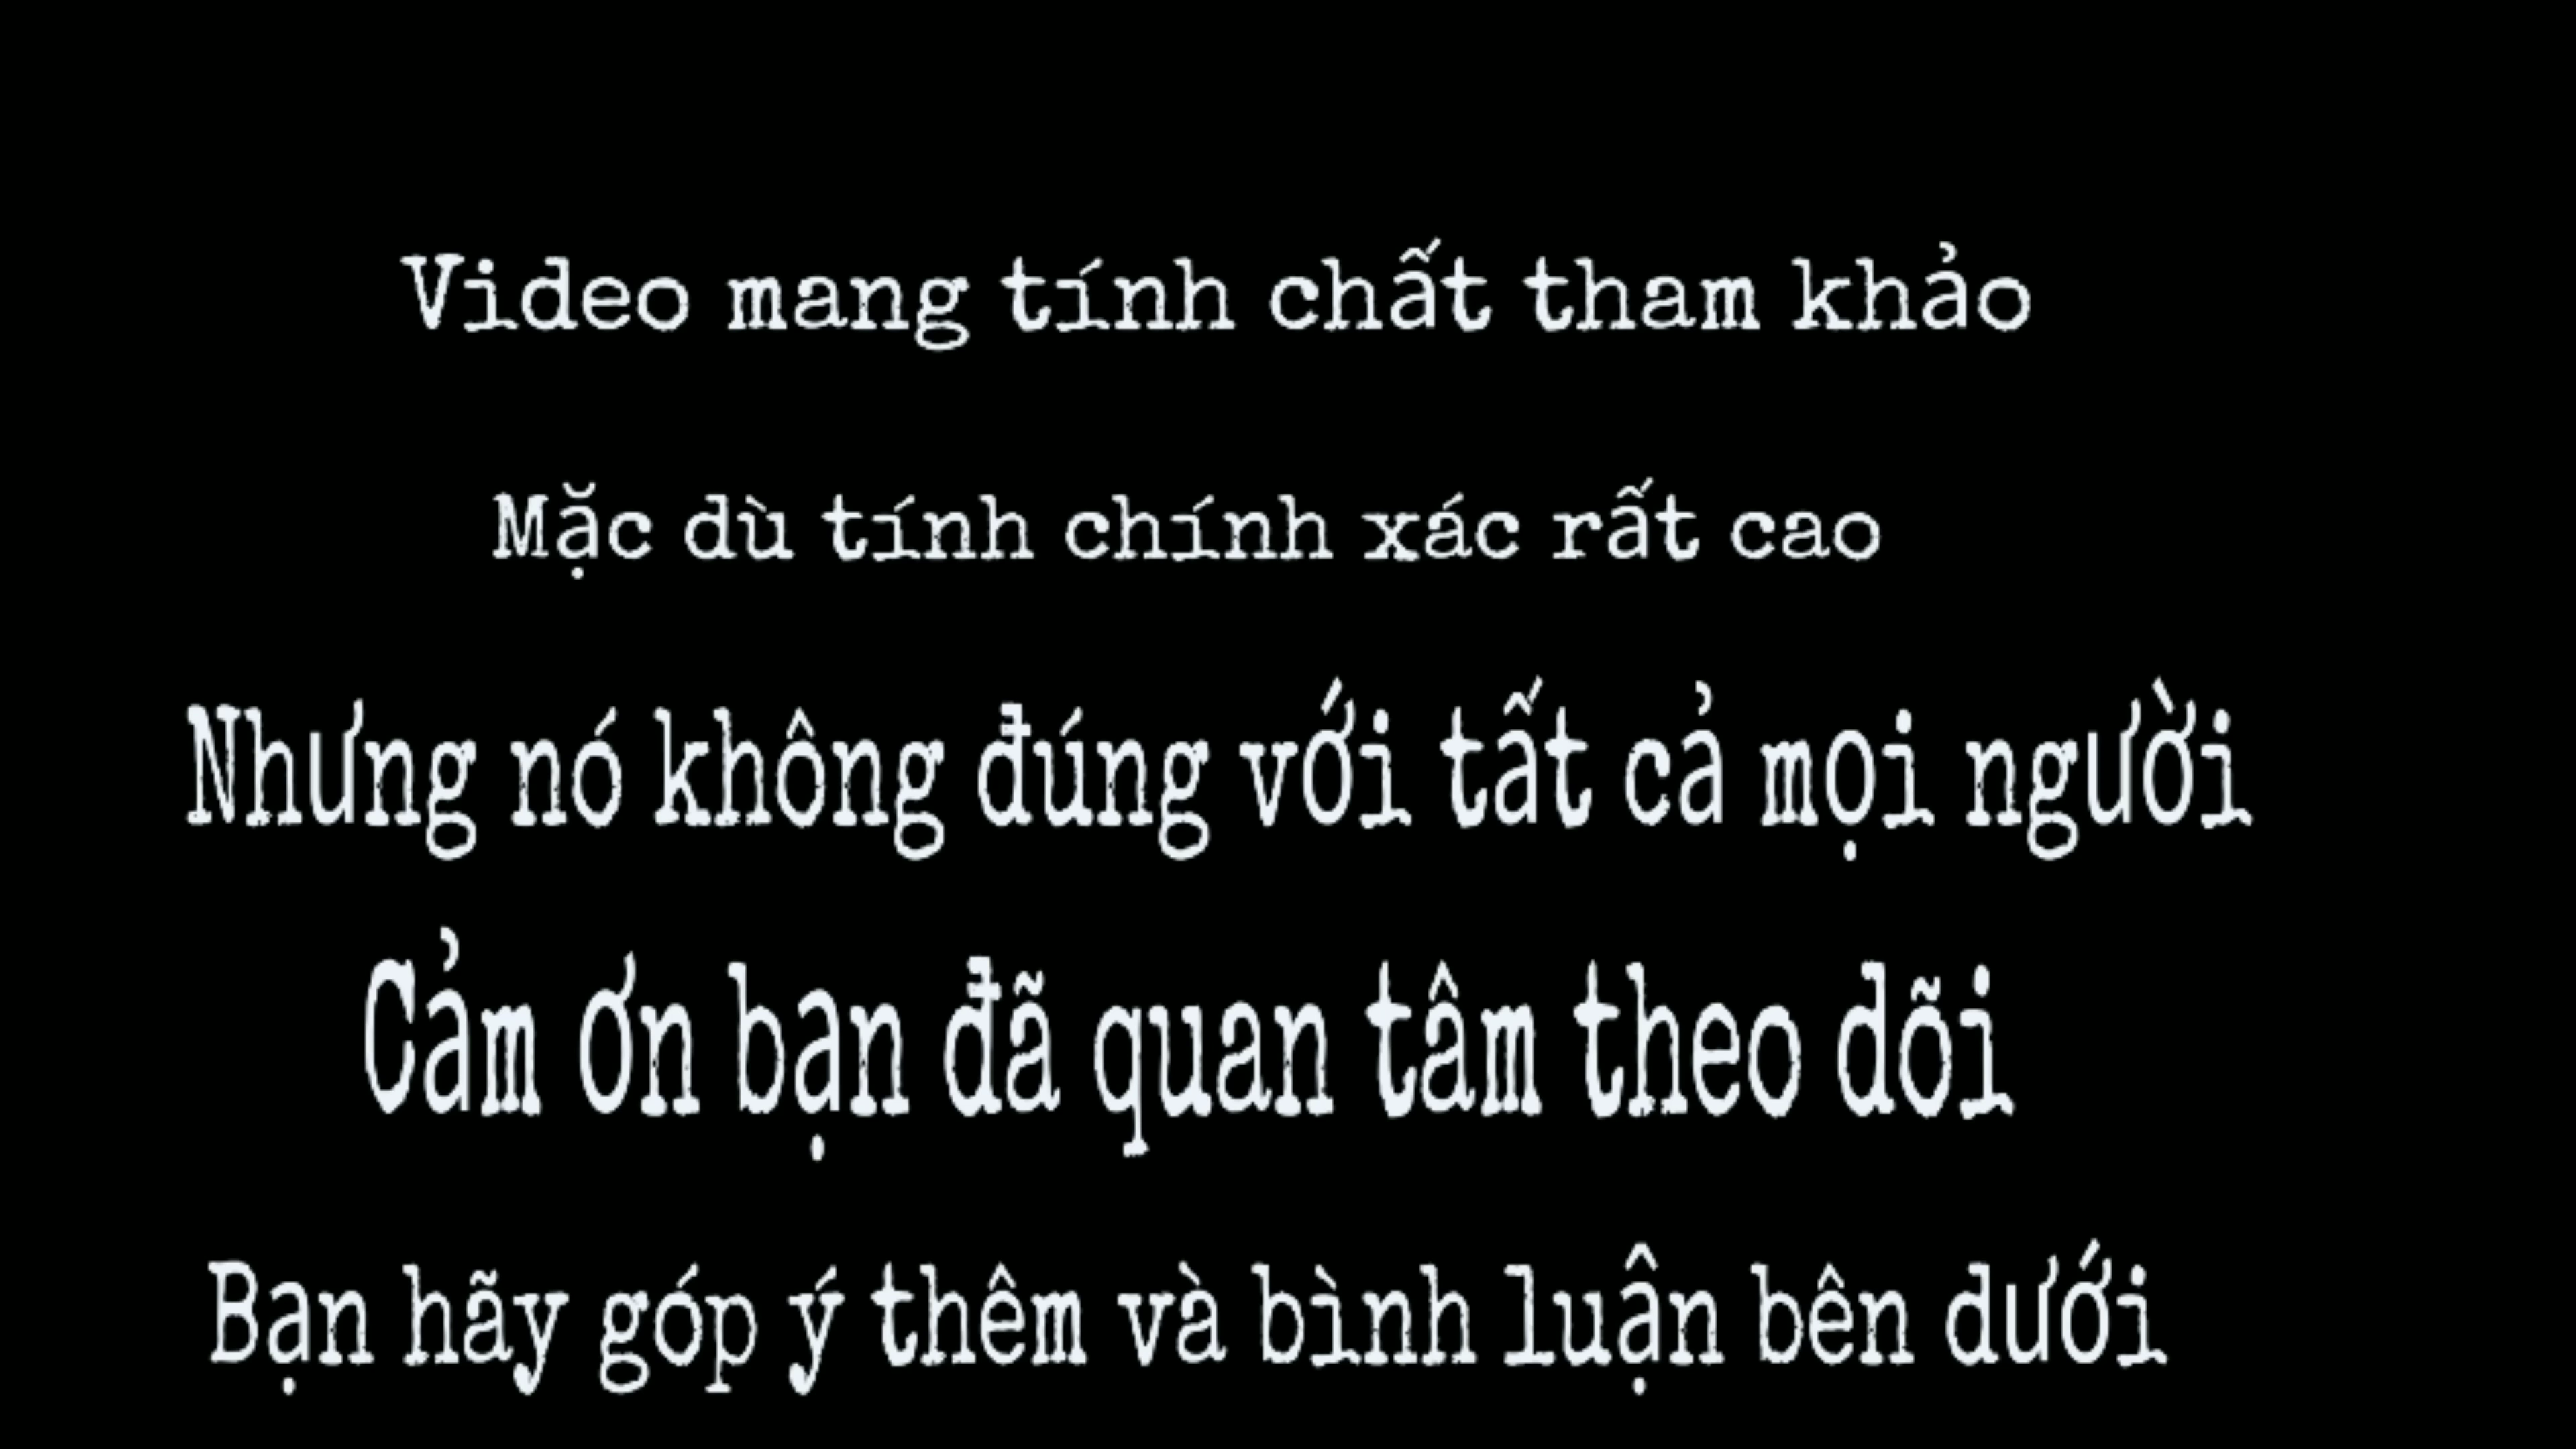 Video mang tính chất tham khảo
Mặc dù tính chính xác rất cao
Nhưng nó không đúng với tất cả mọi người
Cảm ơn bạn đã quan tâm theo dõi
Bạn hãy góp ý thêm và bình luận bên dưới